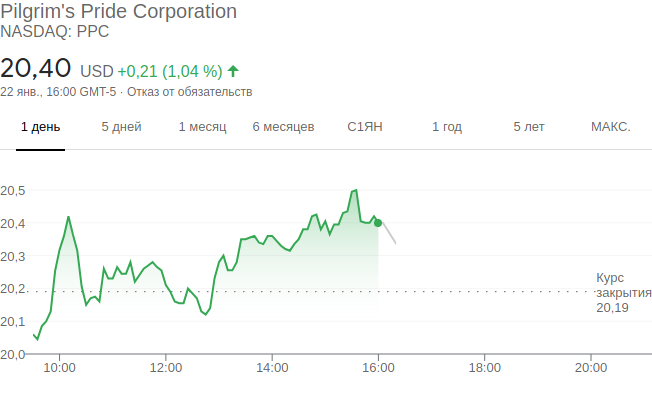 Pilgrim's Pride Corporation
NASDAQ: PPC
20,40 USD +0,21 (1,04 %)
22 янв., 16:00 GMT-5 · Отказ от обязательств
1 день 5 дней 1 месяц 6 месяцев С1ЯН 1 год 5 лет МАКС.
20,5
20,4
20,3
20,2
20,1
20,0
Курс
закрытия
20,19
10:00 12:00 14:00 16:00 18:00 20:00